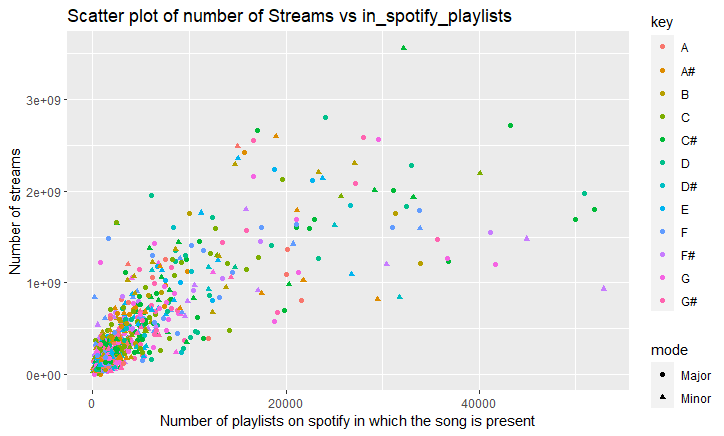 Scatter plot of number of Streams vs in_spotify_playlists
Number of streams
3e+09
2e+09
1e+09
0e+00
0
20000
40000
Number of playlists on spotify in which the song is present
key
A
A#
B
C
C#
D
D#
E
F
F#
G
G#
mode
Major
Minor